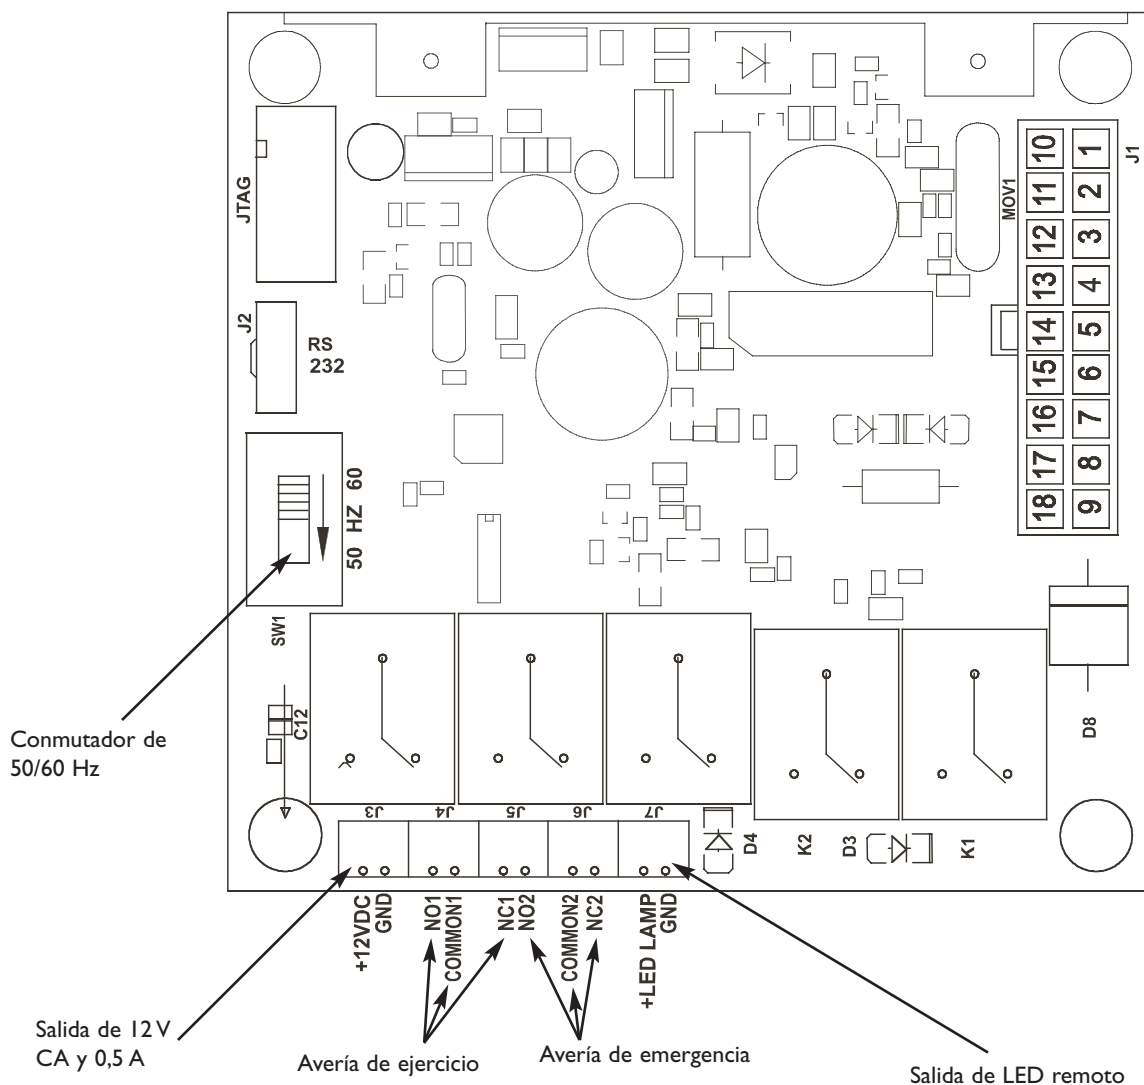 JTAG
J2
RS
232
50 HZ 60
SW1
C12
MOV1
J1
10 1
11 2
12 3
13 4
14 5
15 6
16 7
17 8
18 9
D8
J3 J4 J5 J6 J7
D4
K2
D3
K1
+12VDC
GND
NO1
COMMON1
NC1
NO2
COMMON2
NC2
+LED LAMP
GND
Conmutador de
50/60 Hz
Salida de 12 V
CA y 0,5 A
Avería de ejercicio
Avería de emergencia
Salida de LED remoto